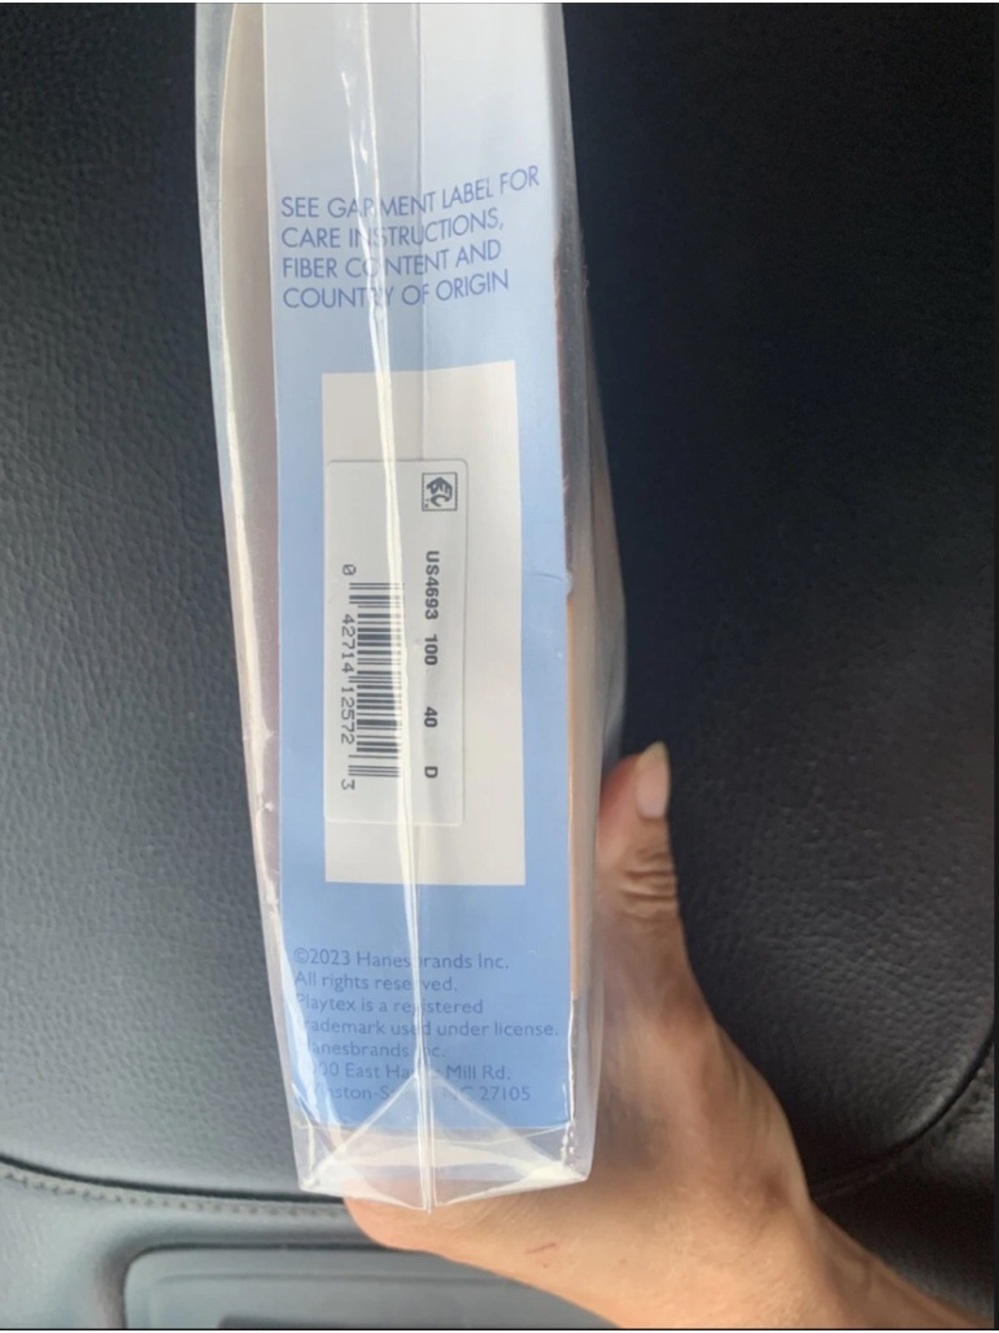 SEE GARMENT LABEL FOR
CARE INSTRUCTIONS,
FIBER CONTENT AND
COUNTRY OF ORIGIN
US4693 100 40 D
0 42714 12572 3
©2023 Hanesbrands Inc.
All rights reserved.
Playtex is a registered
trademark used under license.
Hanesbrands Inc.
East Mill Rd.
NC 27105